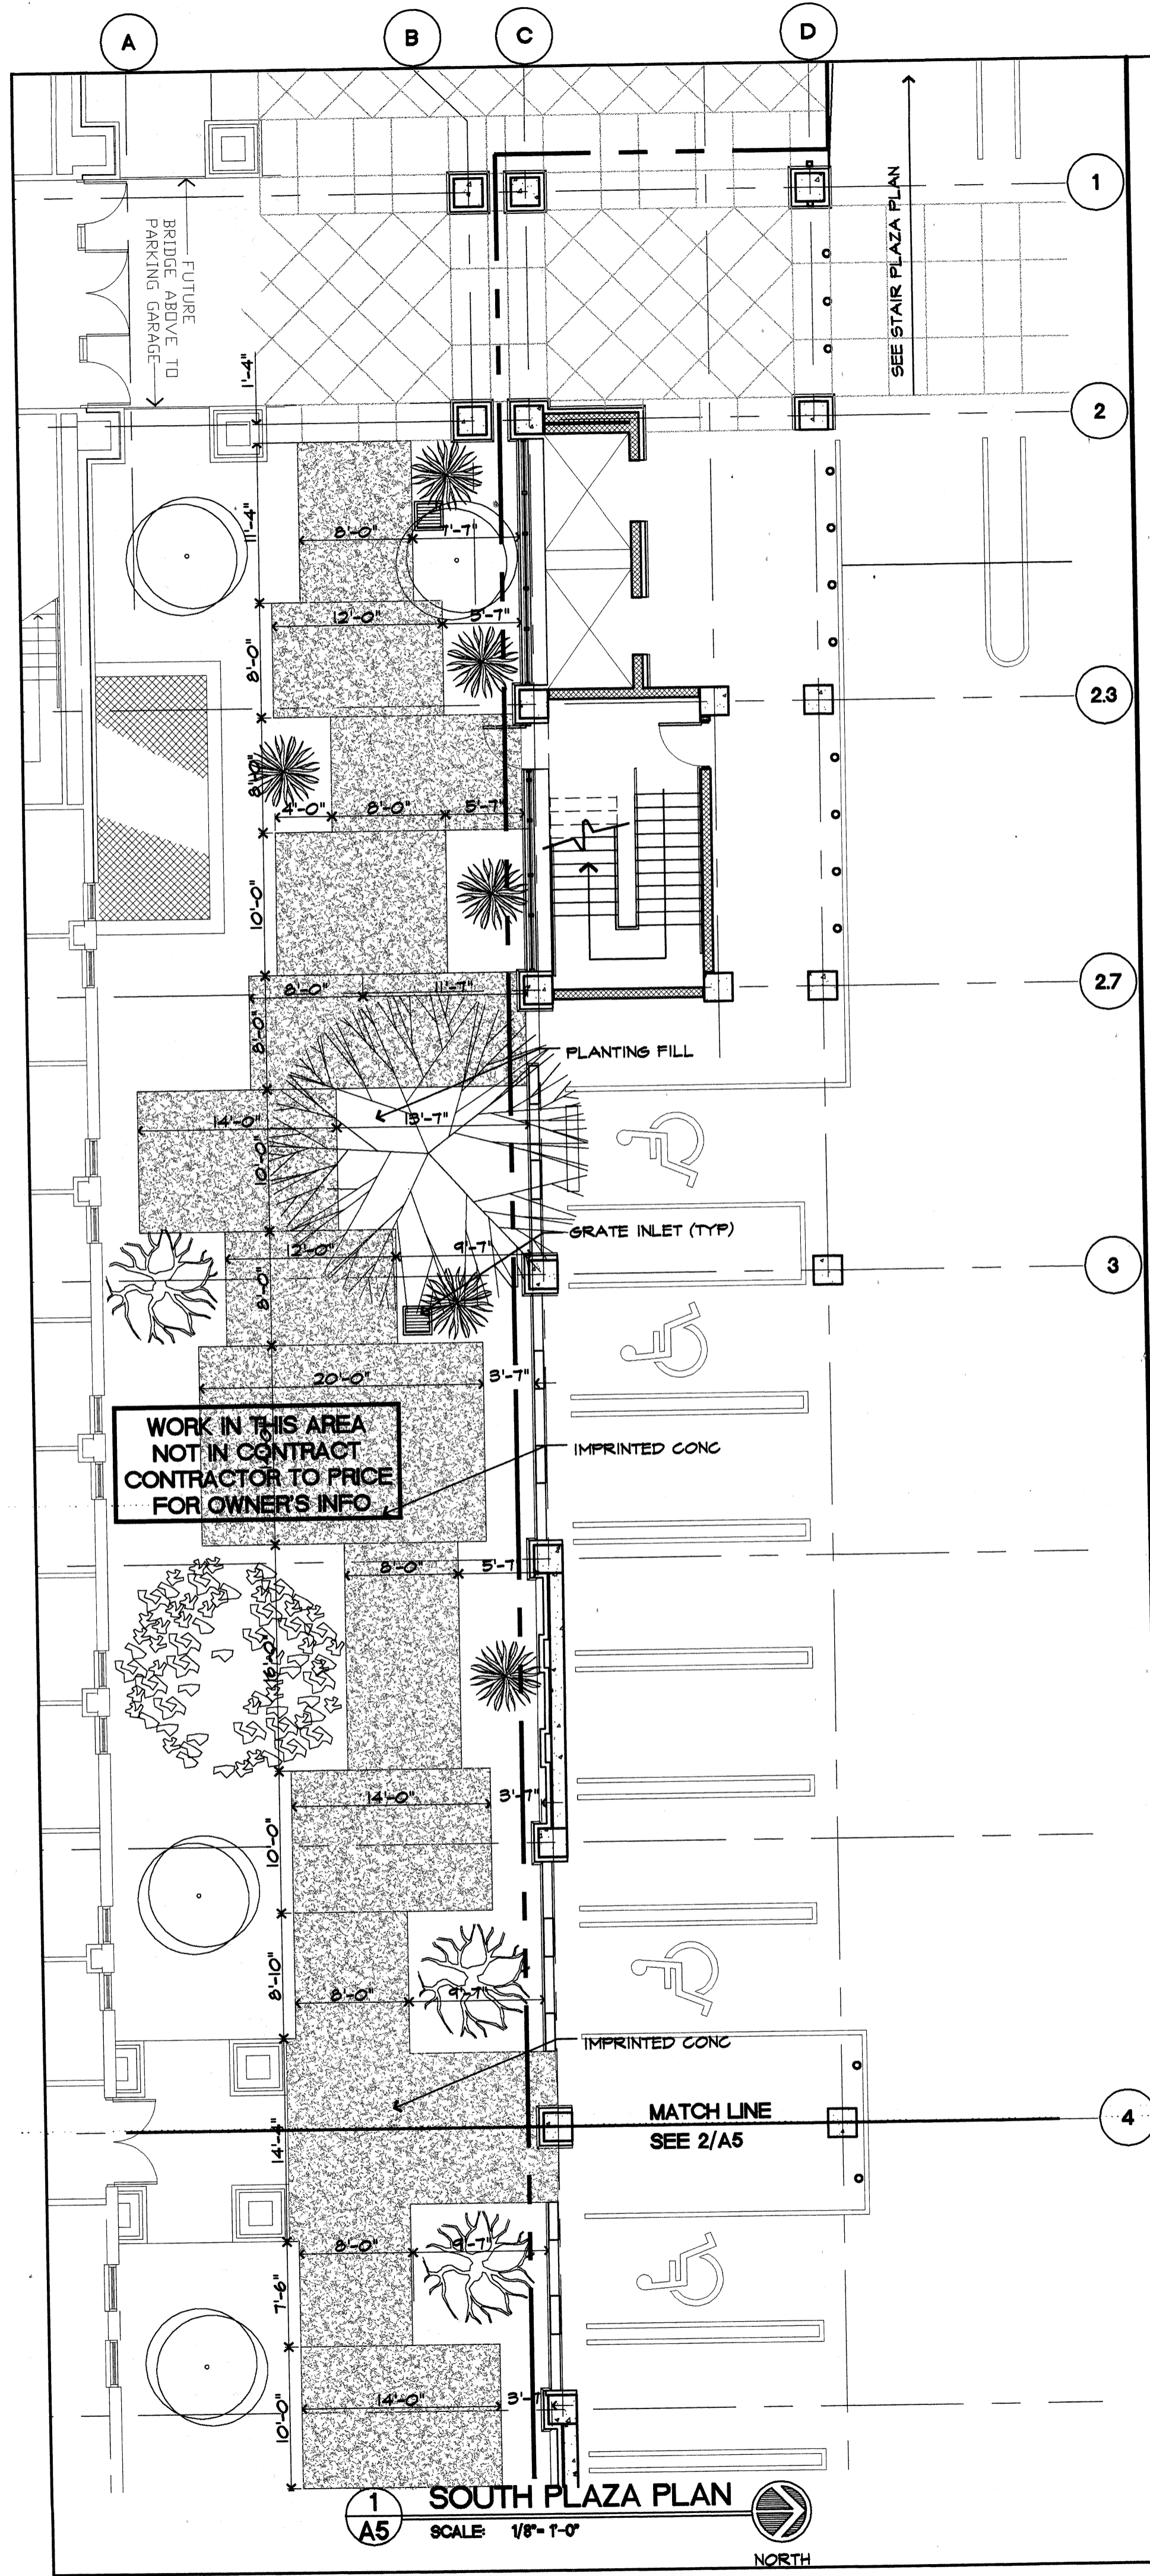 A
B
C
D
1
FUTURE
BRIDGE ABOVE TO
PARKING GARAGE
SEE STAIR PLAZA PLAN
1'-4"
2
11'-4"
8'-0"
7'-7"
12'-0"
5'-7"
8'-0"
2.3
8'-0"
4'-0"
8'-0"
5'-7"
10'-0"
2.7
8'-0"
11'-7"
8'-0"
PLANTING FILL
14'-0"
13'-7"
10'-0"
GRATE INLET (TYP)
12'-0"
9'-7"
3
8'-0"
20'-0"
3'-7"
WORK IN THIS AREA
NOT IN CONTRACT
CONTRACTOR TO PRICE
FOR OWNER'S INFO
IMPRINTED CONC
8'-0"
5'-7
16'-0"
14'-0"
3'-7"
10'-0"
8'-10"
8'-0"
9'-7"
IMPRINTED CONC
MATCH LINE
SEE 2/A5
4
14'-4"
8'-0"
9'-7"
7'-6"
14'-0"
10'-0"
1
A5
SOUTH PLAZA PLAN
SCALE: 1/8"= 1'-0"
NORTH